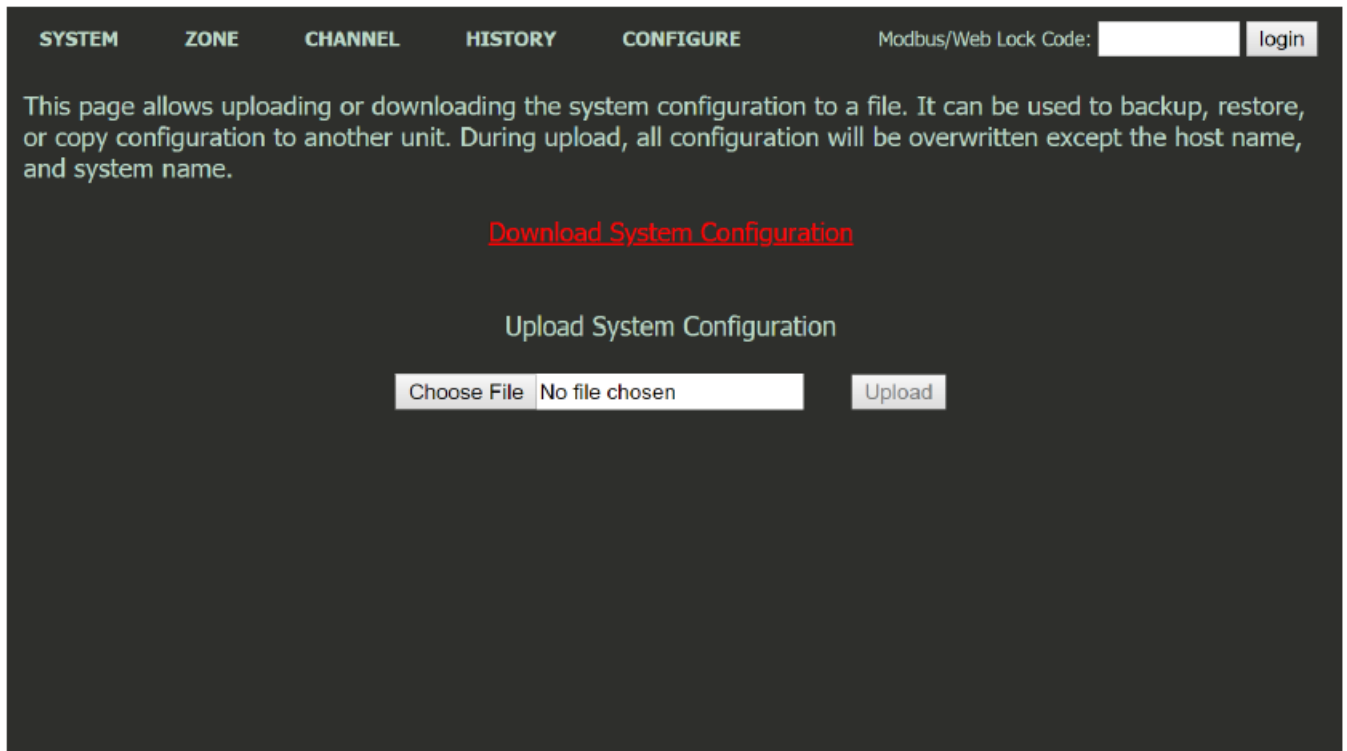 SYSTEM ZONE CHANNEL HISTORY CONFIGURE Modbus/Web Lock Code: login
This page allows uploading or downloading the system configuration to a file. It can be used to backup, restore,
or copy configuration to another unit. During upload, all configuration will be overwritten except the host name,
and system name.
Download System Configuration
Upload System Configuration
Choose File No file chosen Upload